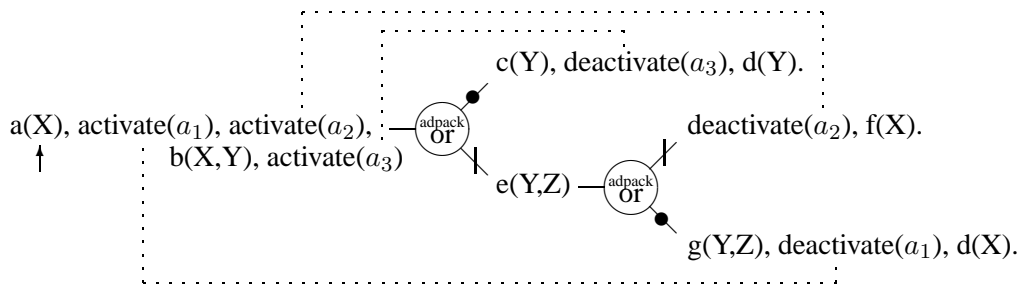 c(Y), deactivate(a₃), d(Y).
a(X), activate(a₁), activate(a₂),
adpack
or
deactivate(a₂), f(X).
b(X,Y), activate(a₃)
e(Y,Z)
adpack
or
g(Y,Z), deactivate(a₁), d(X).